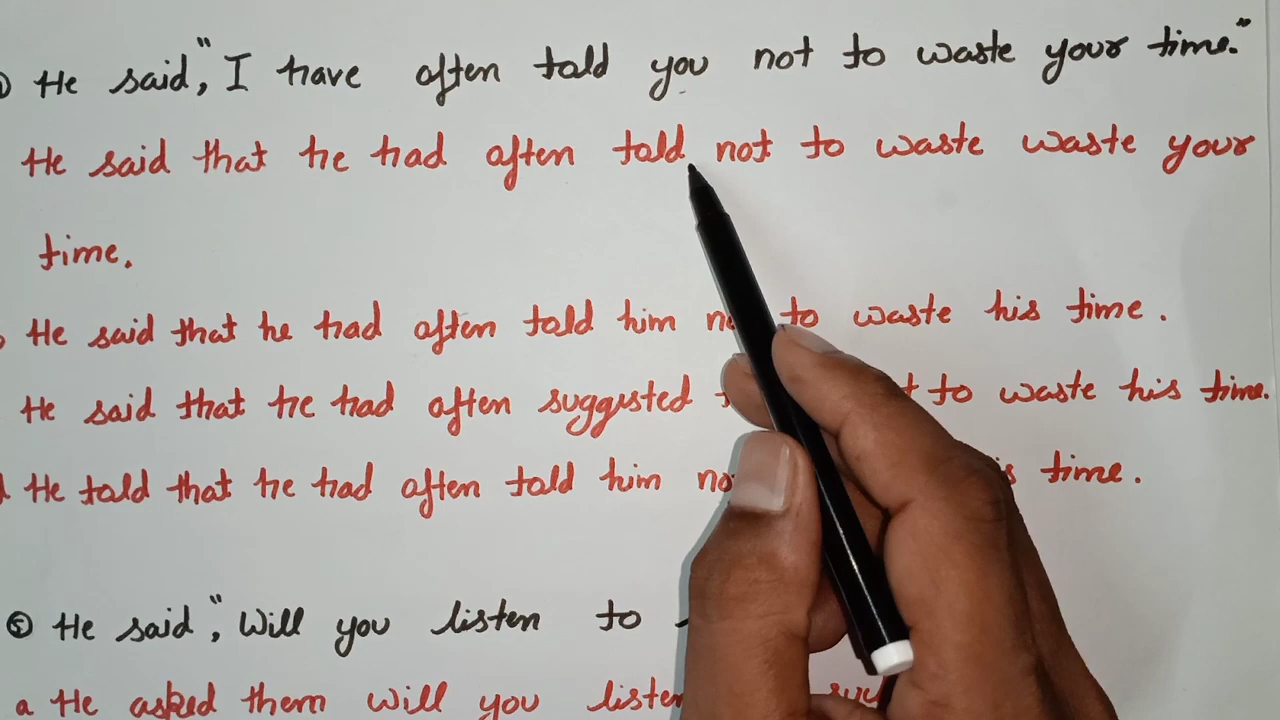 He said, "I have often told you not to waste your time."
He said that he had often told not to waste waste your
time.
He said that he had often told him to waste his time.
He said that he had often suggested to waste his time.
He told that he had often told him time.
⑤ He said, "Will you listen to
a He asked them will you listen